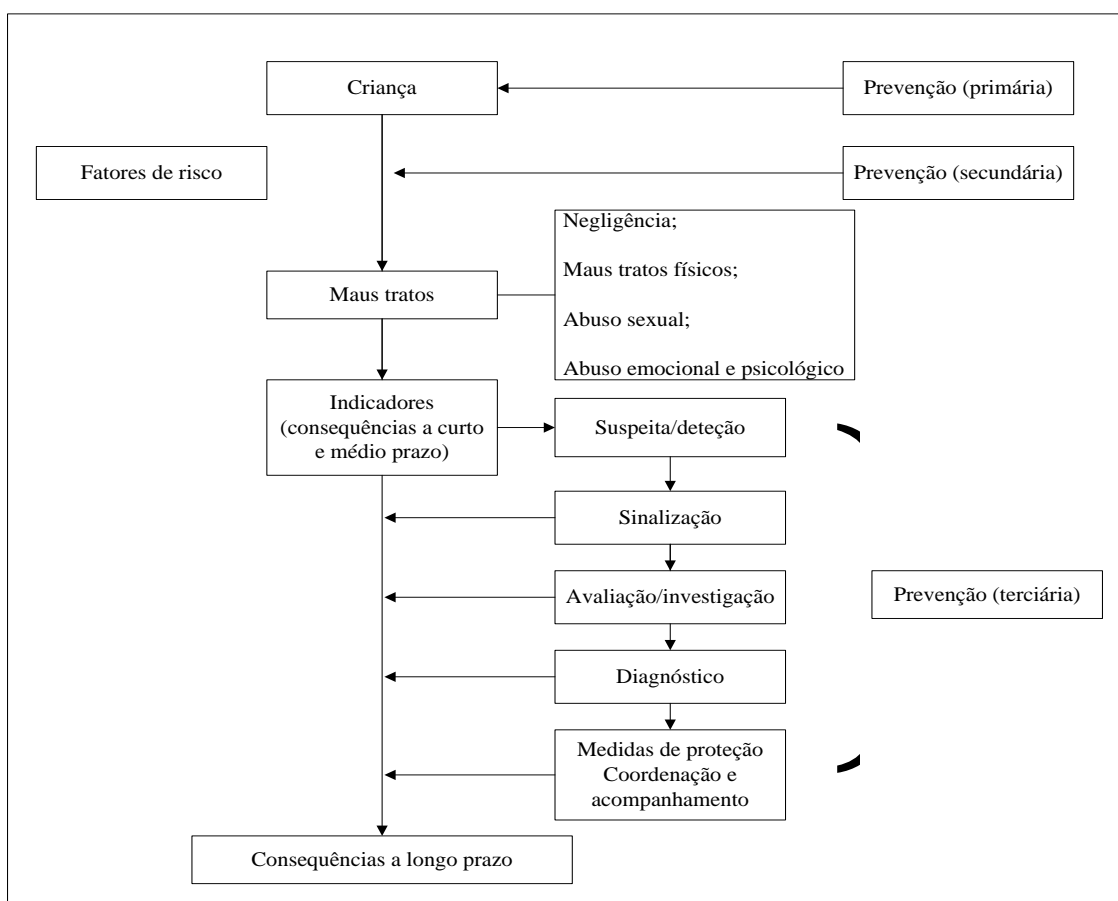 Criança
Prevenção (primária)
Fatores de risco
Prevenção (secundária)
Negligência;
Maus tratos físicos;
Abuso sexual;
Abuso emocional e psicológico
Maus tratos
Indicadores
(consequências a curto
e médio prazo)
Suspeita/deteção
Sinalização
Avaliação/investigação
Prevenção (terciária)
Diagnóstico
Medidas de proteção
Coordenação e
acompanhamento
Consequências a longo prazo